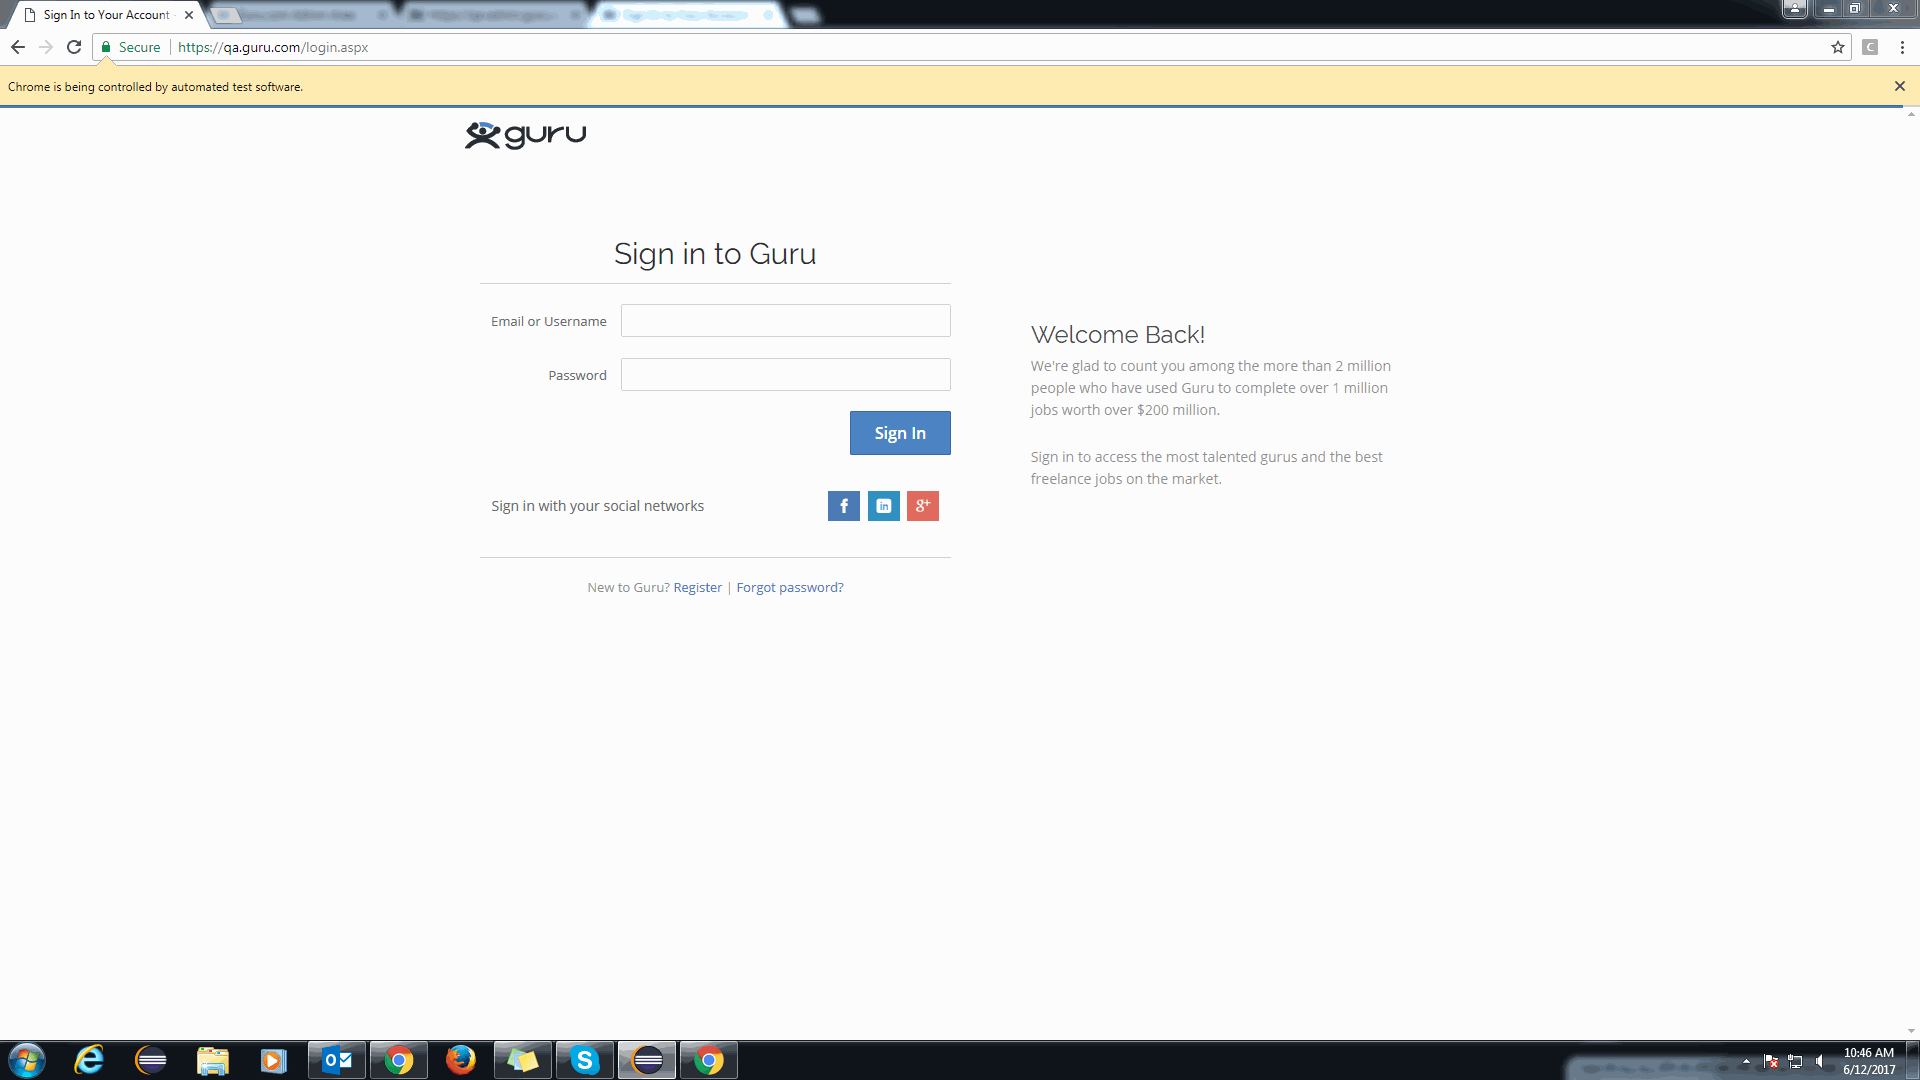 Sign In to Your Account
Secure
https://qa.guru.com/login.aspx
C
Chrome is being controlled by automated test software.
guru
Sign in to Guru
Email or Username
Password
Sign In
Sign in with your social networks
f
in
8+
New to Guru? Register | Forgot password?
Welcome Back!
We're glad to count you among the more than 2 million
people who have used Guru to complete over 1 million
jobs worth over $200 million.
Sign in to access the most talented gurus and the best
freelance jobs on the market.
10:46 AM
6/12/2017